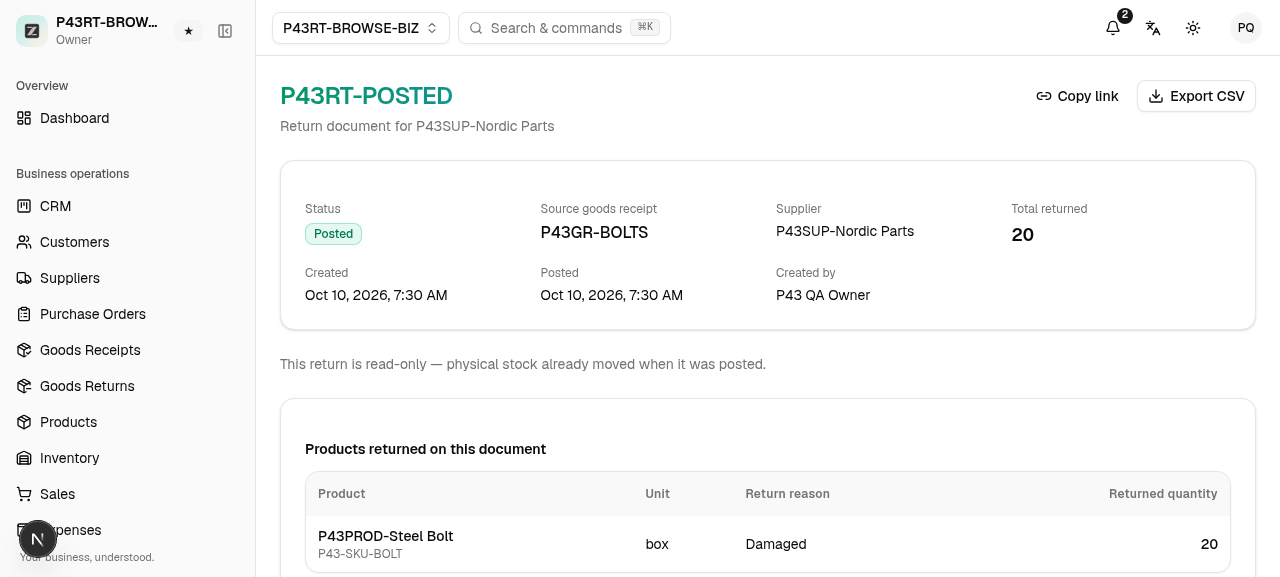 P43RT-BROW...
Owner
★
P43RT-BROWSE-BIZ
Search & commands
⌘K
2
PQ
Overview
Dashboard
Business operations
CRM
Customers
Suppliers
Purchase Orders
Goods Receipts
Goods Returns
Products
Inventory
Sales
N
Your business, understood.
P43RT-POSTED
Copy link
Export CSV
Return document for P43SUP-Nordic Parts
Status
Source goods receipt
Supplier
Total returned
Posted
P43GR-BOLTS
P43SUP-Nordic Parts
20
Created
Posted
Created by
Oct 10, 2026, 7:30 AM
Oct 10, 2026, 7:30 AM
P43 QA Owner
This return is read-only — physical stock already moved when it was posted.
Products returned on this document
Product
Unit
Return reason
Returned quantity
P43PROD-Steel Bolt
P43-SKU-BOLT
box
Damaged
20